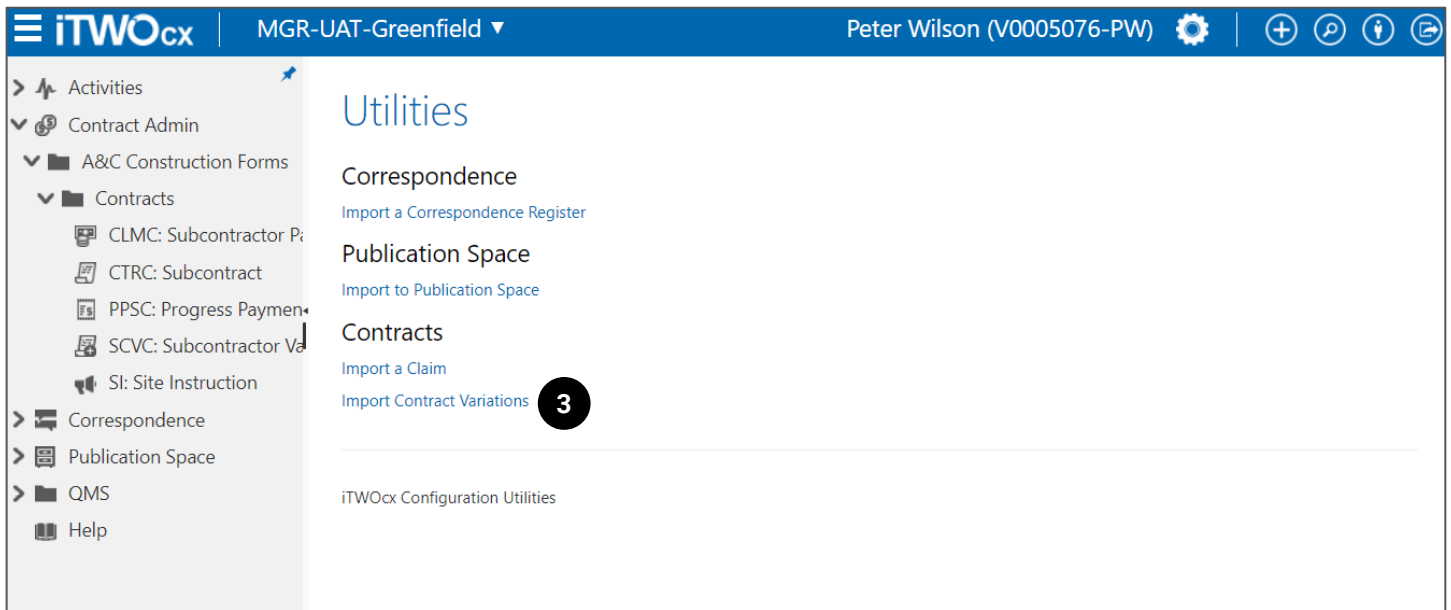 iTWOcx
MGR-UAT-Greenfield
Peter Wilson (V0005076-PW)
Activities
Contract Admin
A&C Construction Forms
Contracts
CLMC: Subcontractor Pa
CTRC: Subcontract
PPSC: Progress Paymen
SCVC: Subcontractor Va
SI: Site Instruction
Correspondence
Publication Space
QMS
Help
Utilities
Correspondence
Import a Correspondence Register
Publication Space
Import to Publication Space
Contracts
Import a Claim
Import Contract Variations 3
iTWOcx Configuration Utilities